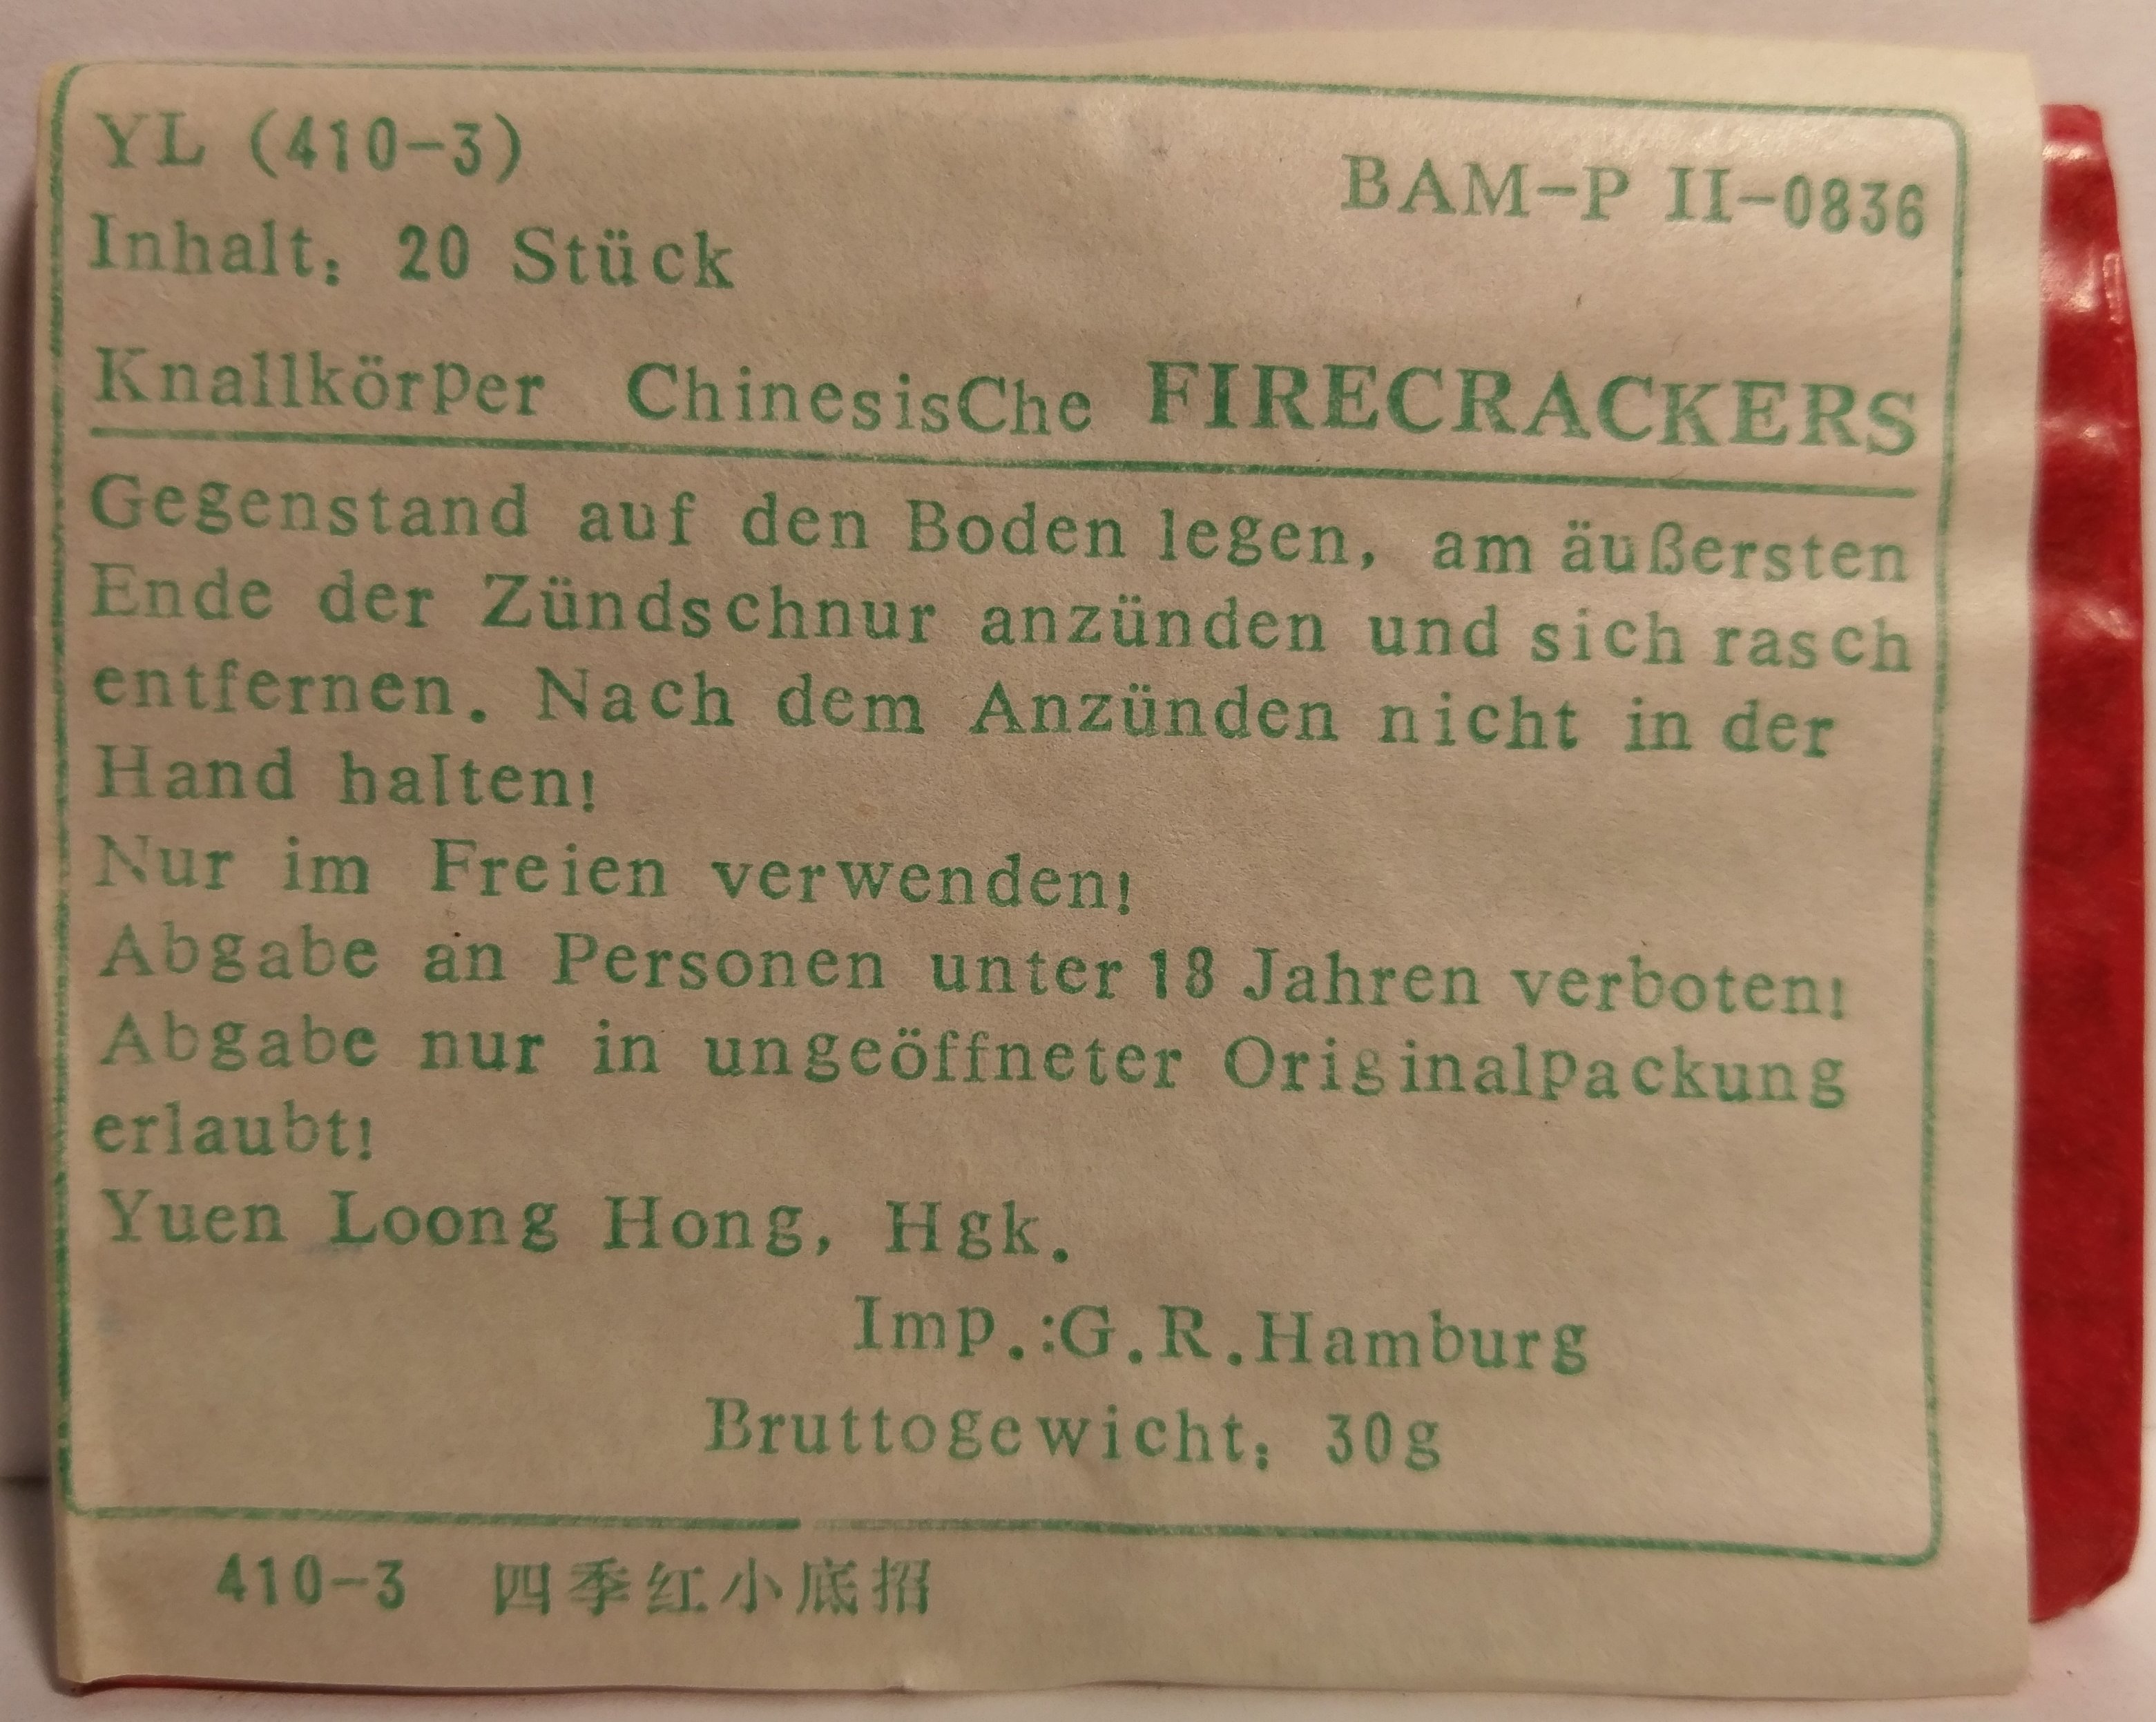 YL (410-3)
BAM-P II-0836
Inhalt: 20 Stück
Knallkörper ChinesisChe FIRECRACKERS
Gegenstand auf den Boden legen, am äußersten
Ende der Zündschnur anzünden und sich rasch
entfernen. Nach dem Anzünden nicht in der
Hand halten!
Nur im Freien verwenden!
Abgabe an Personen unter 18 Jahren verboten!
Abgabe nur in ungeöffneter Originalpackung
erlaubt!
Yuen Loong Hong, Hgk.
Imp.:G.R.Hamburg
Bruttogewicht: 30g
410-3 四季红小底招